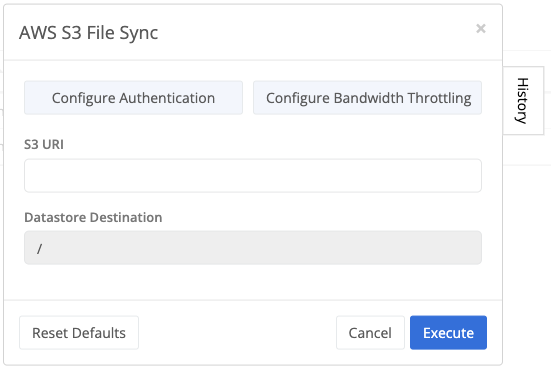 AWS S3 File Sync
×
Configure Authentication
Configure Bandwidth Throttling
History
S3 URI
Datastore Destination
/
Reset Defaults
Cancel
Execute